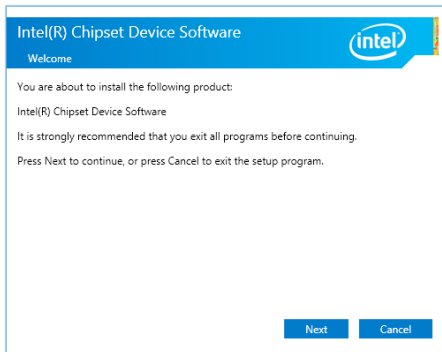 Intel(R) Chipset Device Software
intel
Welcome
You are about to install the following product:
Intel(R) Chipset Device Software
It is strongly recommended that you exit all programs before continuing.
Press Next to continue, or press Cancel to exit the setup program.
Next
Cancel